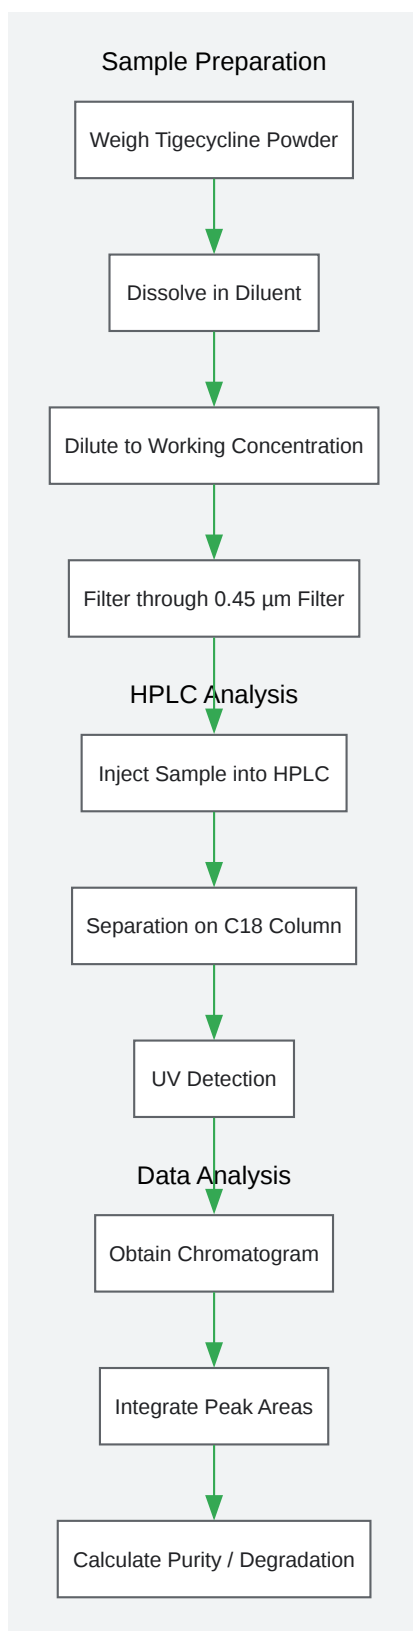 Sample Preparation
Weigh Tigecycline Powder
Dissolve in Diluent
Dilute to Working Concentration
Filter through 0.45 µm Filter
HPLC Analysis
Inject Sample into HPLC
Separation on C18 Column
UV Detection
Data Analysis
Obtain Chromatogram
Integrate Peak Areas
Calculate Purity / Degradation